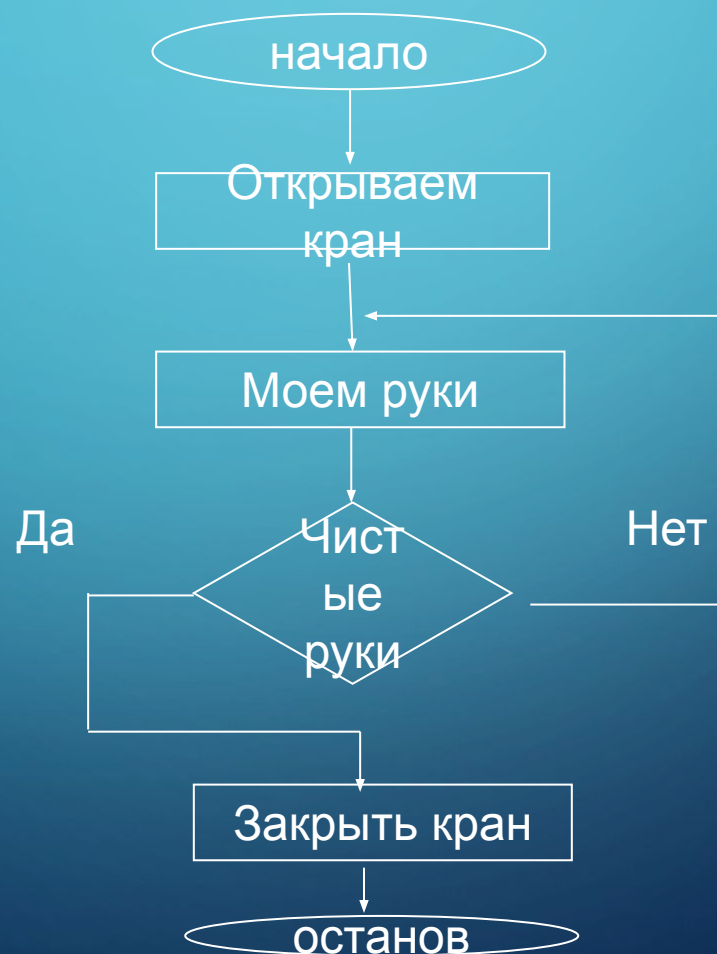 начало
Открываем
кран
Моем руки
Да
Чист
ые
руки
Нет
Закрыть кран
останов